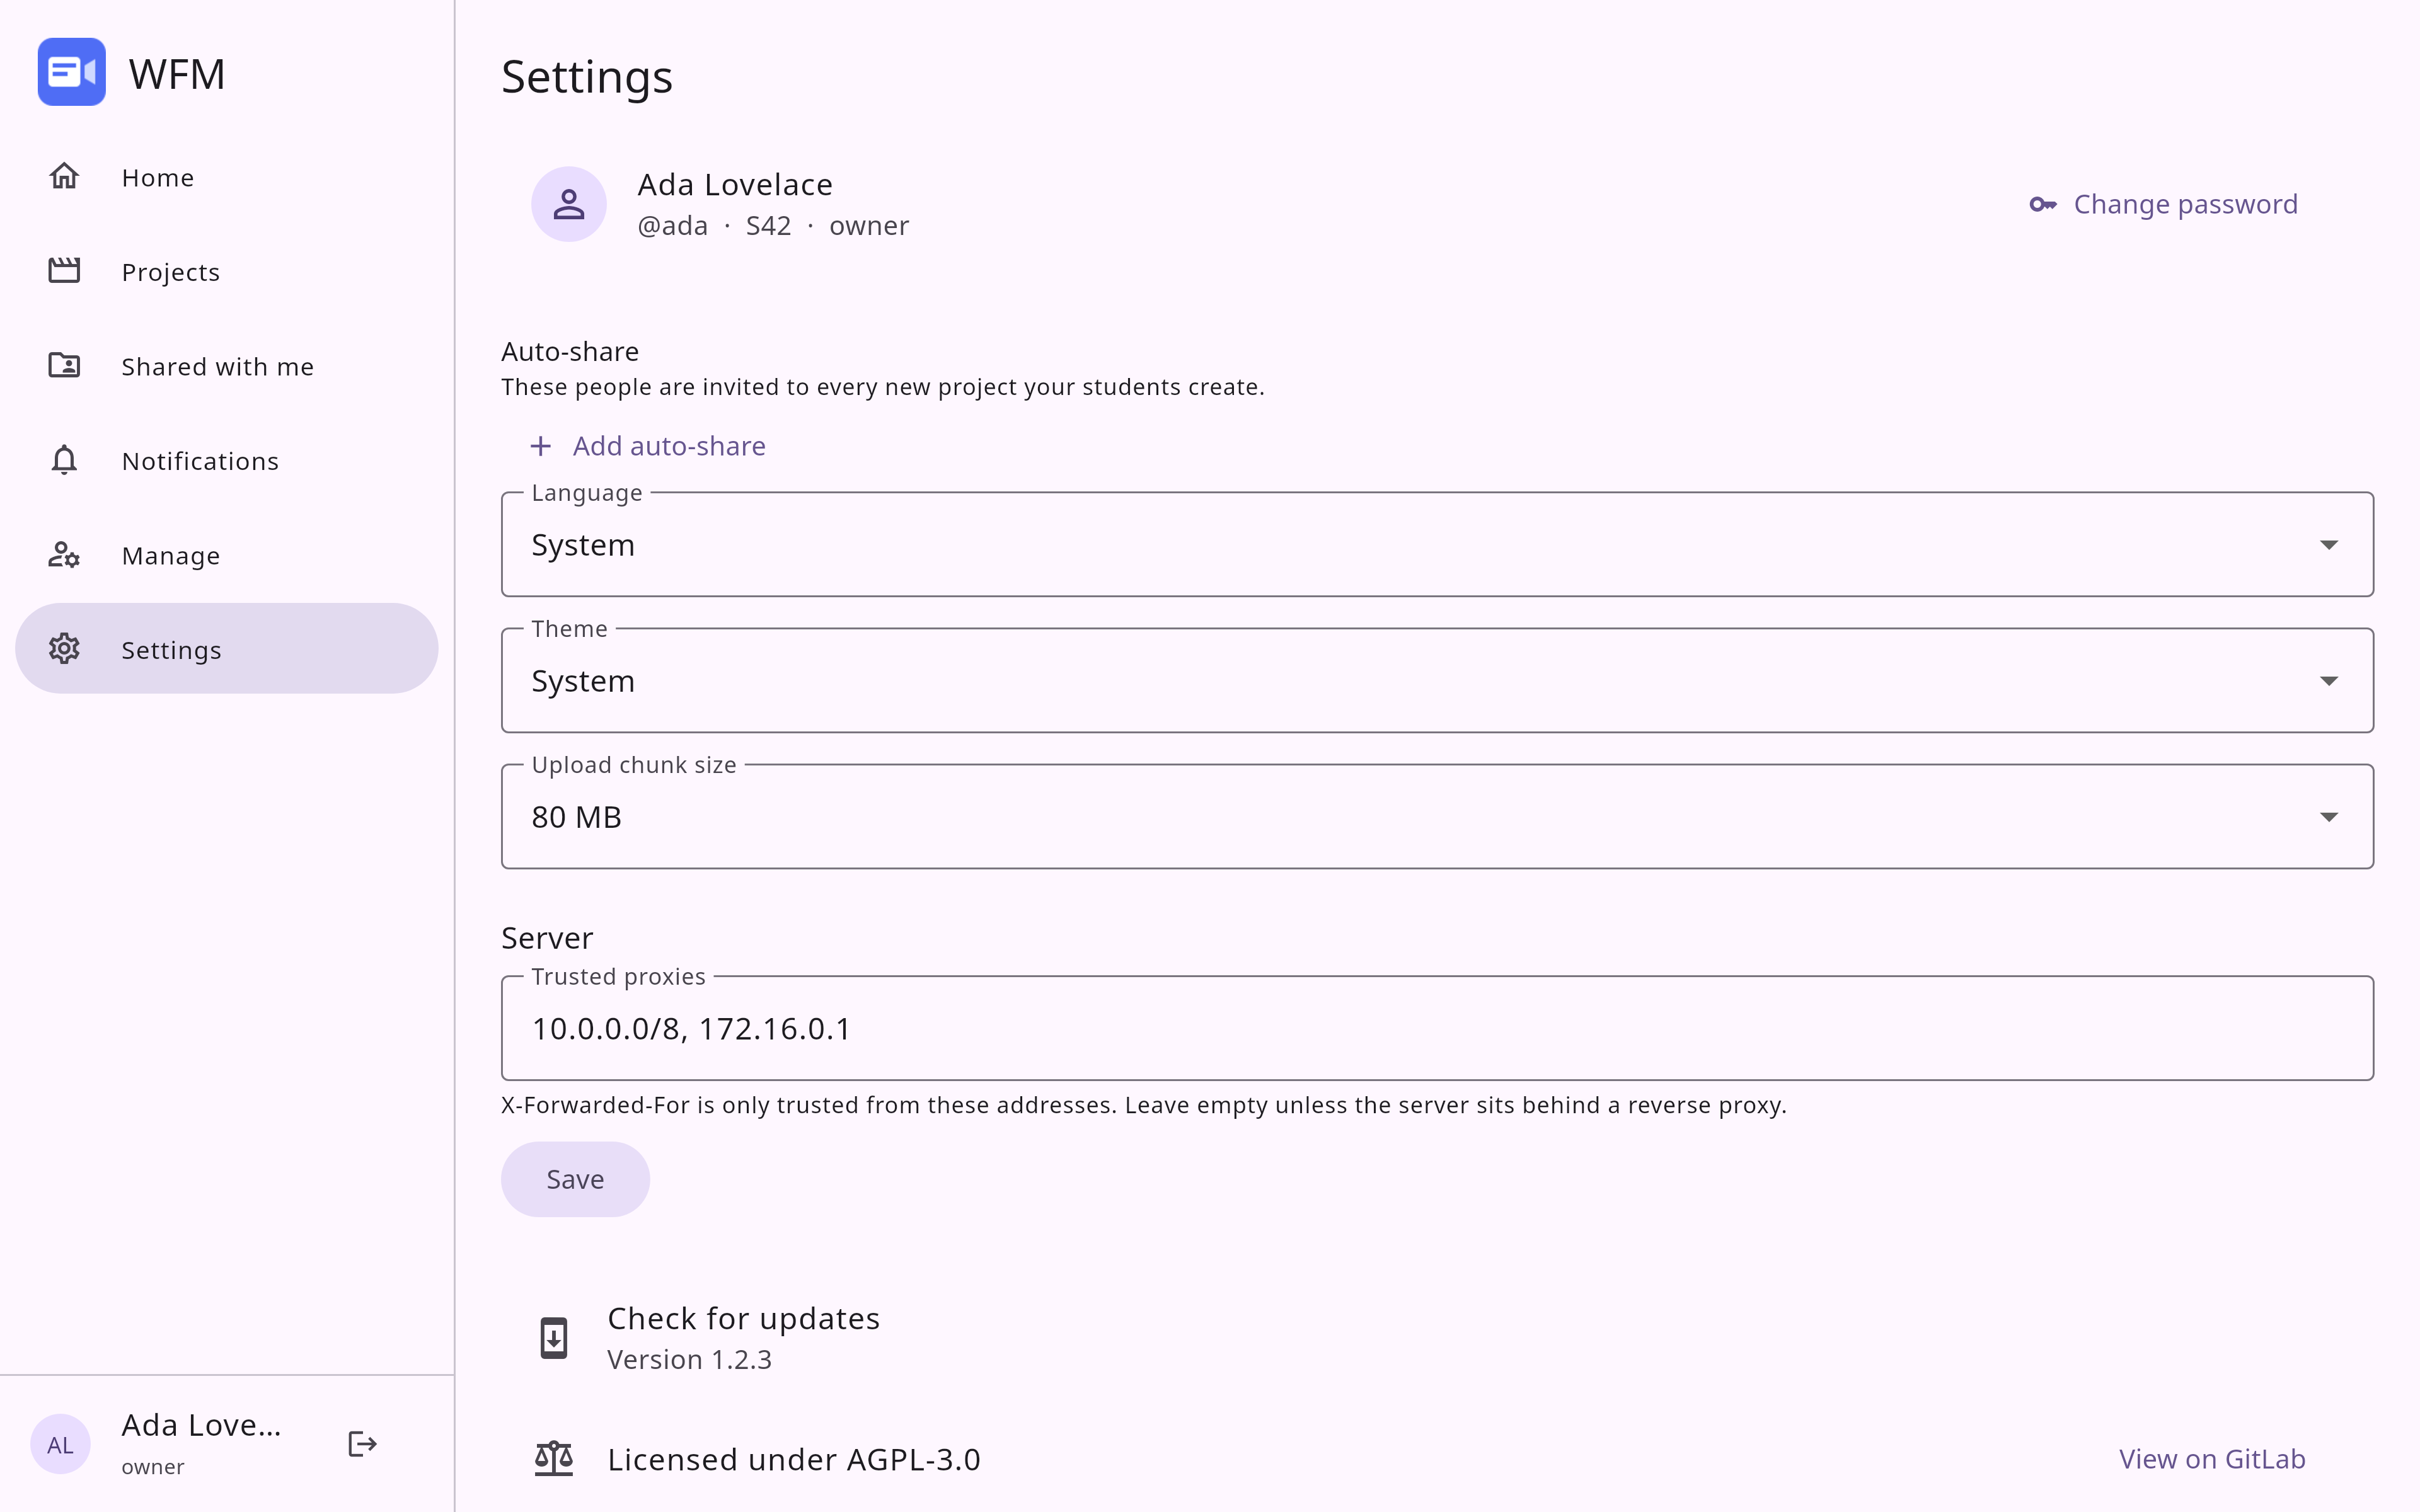 WFM
Home
Projects
Shared with me
Notifications
Manage
Settings
AL
Ada Love...
owner
Settings
Ada Lovelace
@ada · S42 · owner
Change password
Auto-share
These people are invited to every new project your students create.
Add auto-share
Language
System
Theme
System
Upload chunk size
80 MB
Server
Trusted proxies
10.0.0.0/8, 172.16.0.1
X-Forwarded-For is only trusted from these addresses. Leave empty unless the server sits behind a reverse proxy.
Save
Check for updates
Version 1.2.3
Licensed under AGPL-3.0
View on GitLab